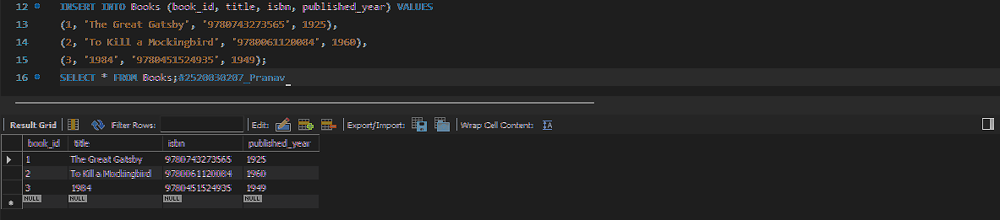 12 INSERT INTO Books (book_id, title, isbn, published_year) VALUES
13 (1, 'The Great Gatsby', '9780743273565', 1925),
14 (2, 'To Kill a Mockingbird', '9780061120084', 1960),
15 (3, '1984', '9780451524935', 1949);
16 SELECT * FROM Books;#2520030207_Pranav
Result Grid Filter Rows: Edit: Export/Import: Wrap Cell Content: IA
book_id title isbn published_year
1 The Great Gatsby 9780743273565 1925
2 To Kill a Mockingbird 9780061120084 1960
3 1984 9780451524935 1949
NULL NULL NULL NULL